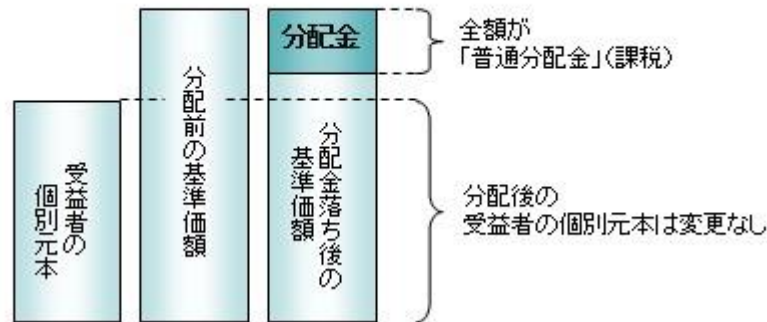 受益者の
個別元本
分配前の基準価額
分配金
分配金落ち後の
基準価額
全額が
「普通分配金」(課税)
分配後の
受益者の個別元本は変更なし